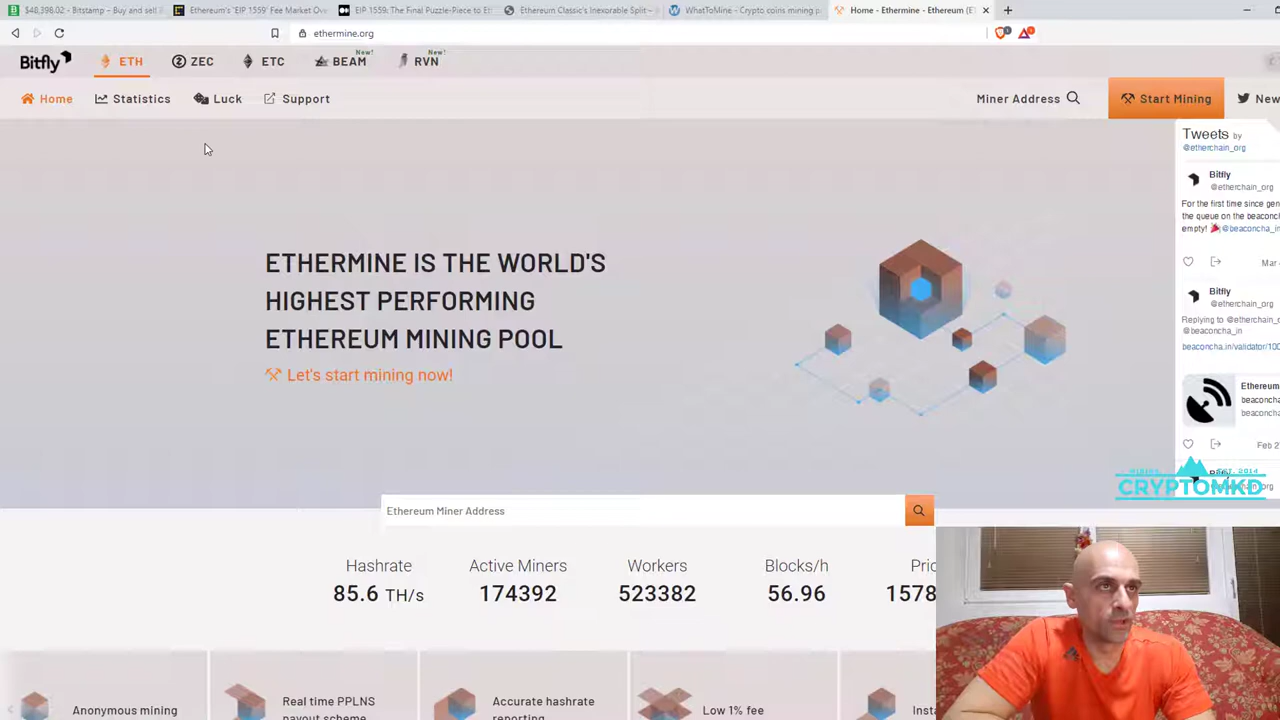 $48,398.02 - Bitstamp – Buy and sell
Ethereum's 'EIP 1559' Fee Market Ov
EIP 1559: The Final Puzzle-Piece to Et
Ethereum Classic's Inexorable Split –
WhatToMine - Crypto coins mining p
Home - Ethermine - Ethereum (E
ethermine.org
Bitfly
ETH
ZEC
ETC
BEAM
New!
RVN
New!
Home
Statistics
Luck
Support
Miner Address
Start Mining
New
Tweets by
@etherchain_org
Bitfly
@etherchain_org
For the first time since gen
the queue on the beaconc
empty! @beaconcha_in
Mar
Bitfly
@etherchain_org
Replying to @etherchain_o
@beaconcha_in
beaconcha.in/validator/100
Ethereum
beaconc
beaconcha
Feb 2
ETHERMINE IS THE WORLD'S
HIGHEST PERFORMING
ETHEREUM MINING POOL
Let's start mining now!
MINERS EST. 2014
CRYPTOMKD
Ethereum Miner Address
Hashrate
85.6 TH/s
Active Miners
174392
Workers
523382
Blocks/h
56.96
Pric
1578
Anonymous mining
Real time PPLNS
payout scheme
Accurate hashrate
reporting
Low 1% fee
Inst